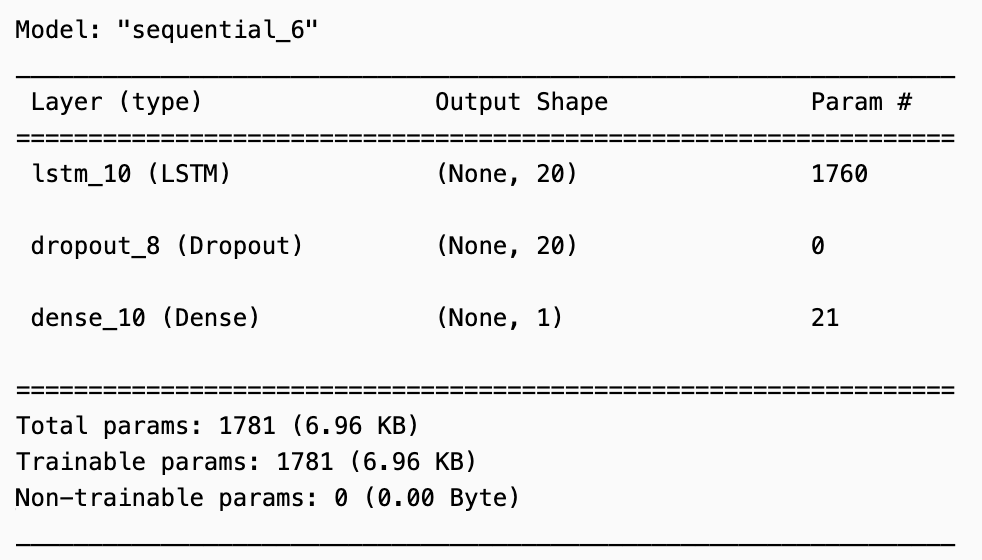 Model: "sequential_6"
Layer (type) Output Shape Param #
lstm_10 (LSTM) (None, 20) 1760
dropout_8 (Dropout) (None, 20) 0
dense_10 (Dense) (None, 1) 21
Total params: 1781 (6.96 KB)
Trainable params: 1781 (6.96 KB)
Non-trainable params: 0 (0.00 Byte)